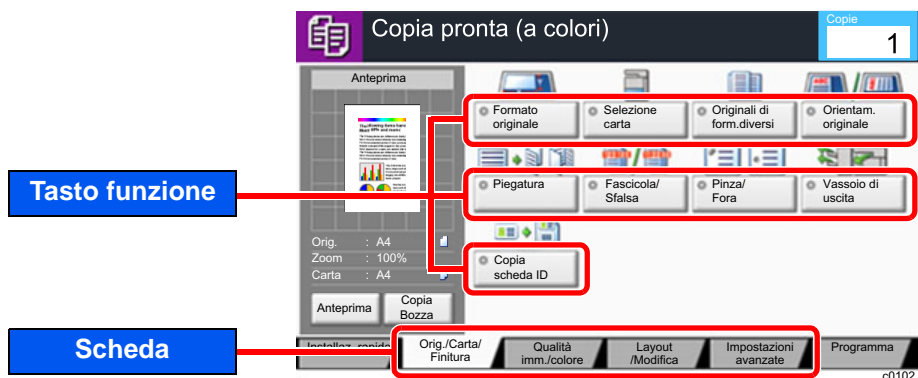 Copia pronta (a colori)
Copie
1
Anteprima
Formato
originale
Selezione
carta
Originali di
form.diversi
Orientam.
originale
Tasto funzione
Piegatura
Fascicola/
Sfalsa
Pinza/
Fora
Vassoio di
uscita
Orig. : A4
Zoom : 100%
Carta : A4
Copia
scheda ID
Anteprima
Copia
Bozza
Scheda
Installaz. rapida
Orig./Carta/
Finitura
Qualità
imm./colore
Layout
/Modifica
Impostazioni
avanzate
Programma
c0102